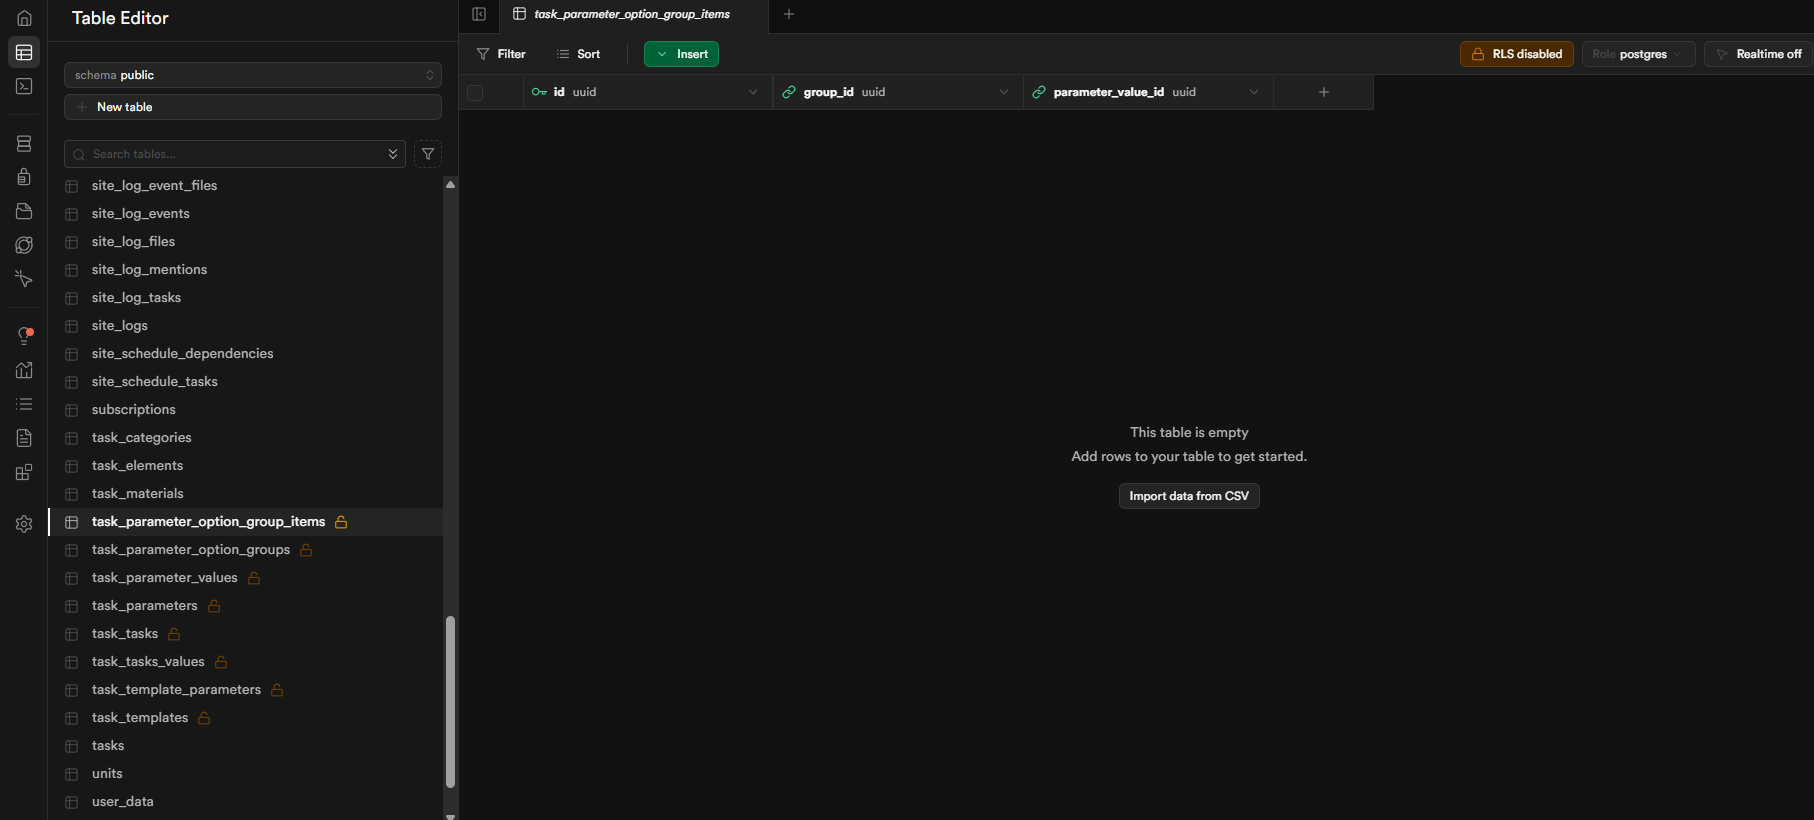 Table Editor
schema public
New table
Search tables...
site_log_event_files
site_log_events
site_log_files
site_log_mentions
site_log_tasks
site_logs
site_schedule_dependencies
site_schedule_tasks
subscriptions
task_categories
task_elements
task_materials
task_parameter_option_group_items
task_parameter_option_groups
task_parameter_values
task_parameters
task_tasks
task_tasks_values
task_template_parameters
task_templates
tasks
units
user_data
task_parameter_option_group_items
Filter Sort Insert RLS disabled Role postgres Realtime off
id uuid group_id uuid parameter_value_id uuid
This table is empty
Add rows to your table to get started.
Import data from CSV